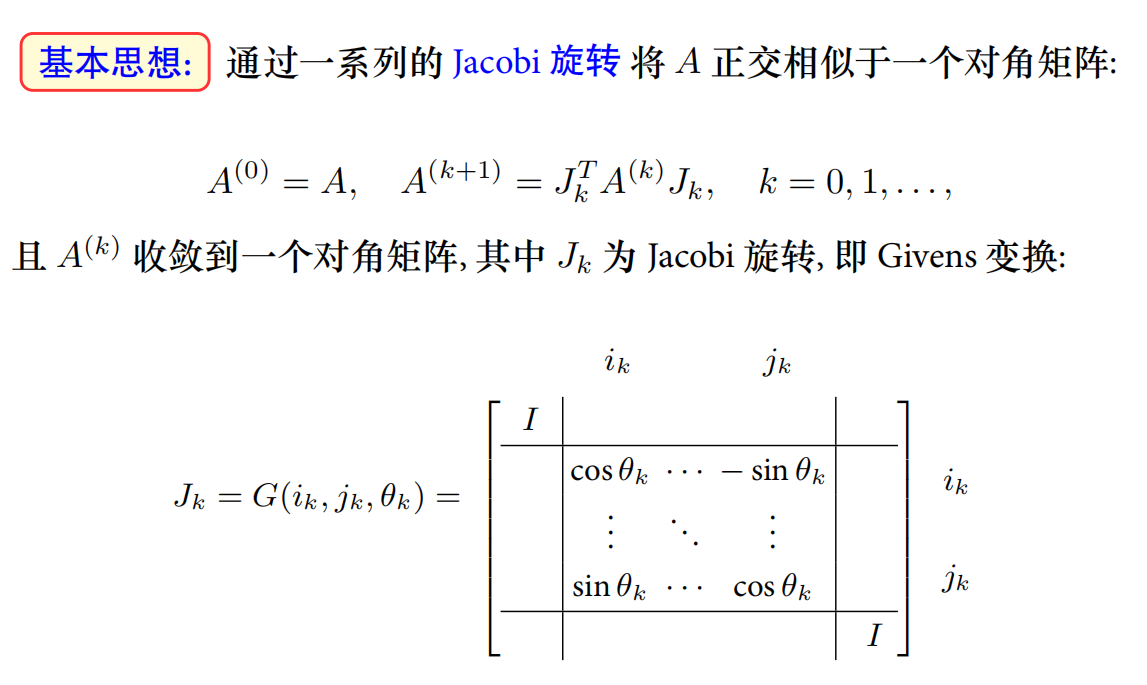 基本思想: 通过一系列的 Jacobi 旋转 将 A 正交相似于一个对角矩阵:
A^{(0)} = A, A^{(k+1)} = J_k^T A^{(k)} J_k, k = 0, 1, . . . ,
且 A^{(k)} 收敛到一个对角矩阵, 其中 J_k 为 Jacobi 旋转, 即 Givens 变换:
i_k j_k
I
cos θ_k ⋯ − sin θ_k i_k
J_k = G(i_k, j_k, θ_k) = ⋮ ⋱ ⋮
sin θ_k ⋯ cos θ_k j_k
I